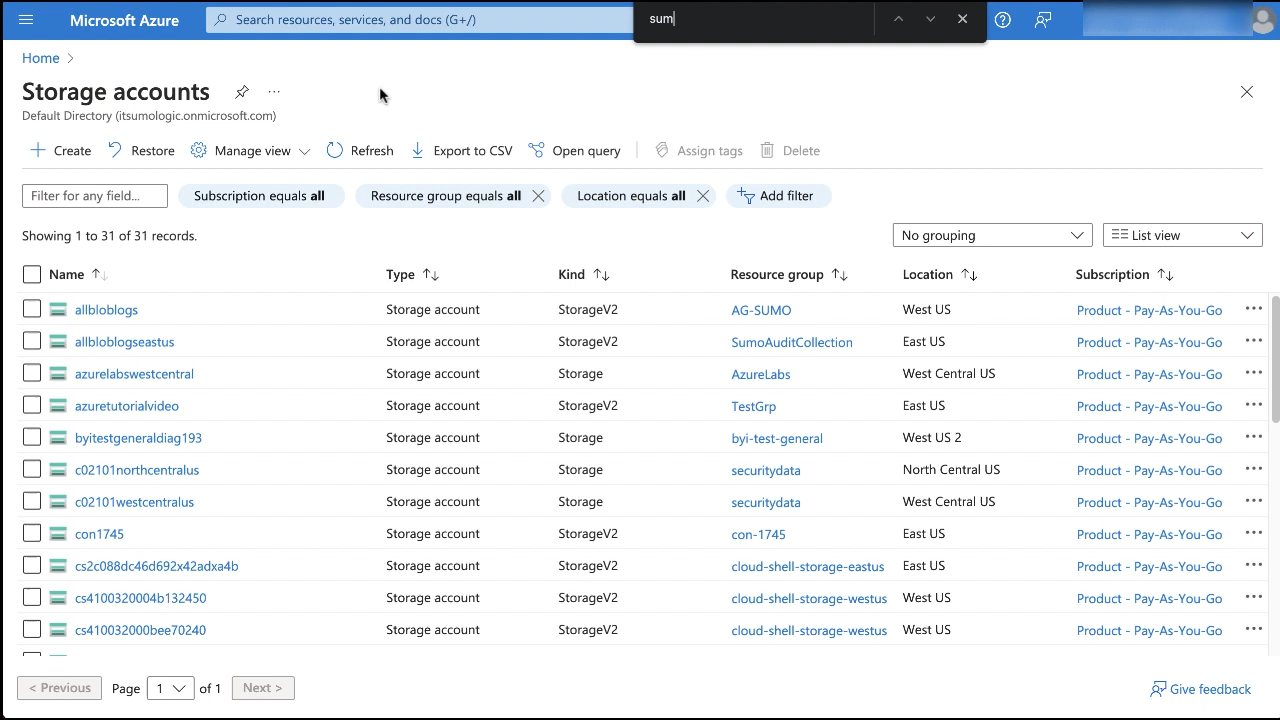 Microsoft Azure
Search resources, services, and docs (G+/)
sum
Home
Storage accounts
Default Directory (itsumologic.onmicrosoft.com)
Create Restore Manage view Refresh Export to CSV Open query Assign tags Delete
Filter for any field... Subscription equals all Resource group equals all Location equals all Add filter
Showing 1 to 31 of 31 records. No grouping List view
Name Type Kind Resource group Location Subscription
allbloblogs Storage account StorageV2 AG-SUMO West US Product - Pay-As-You-Go
allbloblogseastus Storage account StorageV2 SumoAuditCollection East US Product - Pay-As-You-Go
azurelabswestcentral Storage account Storage AzureLabs West Central US Product - Pay-As-You-Go
azuretutorialvideo Storage account StorageV2 TestGrp East US Product - Pay-As-You-Go
byitestgeneraldiag193 Storage account Storage byi-test-general West US 2 Product - Pay-As-You-Go
c02101northcentralus Storage account Storage securitydata North Central US Product - Pay-As-You-Go
c02101westcentralus Storage account Storage securitydata West Central US Product - Pay-As-You-Go
con1745 Storage account StorageV2 con-1745 East US Product - Pay-As-You-Go
cs2c088dc46d692x42adxa4b Storage account StorageV2 cloud-shell-storage-eastus East US Product - Pay-As-You-Go
cs4100320004b132450 Storage account StorageV2 cloud-shell-storage-westus West US Product - Pay-As-You-Go
cs410032000bee70240 Storage account StorageV2 cloud-shell-storage-westus West US Product - Pay-As-You-Go
< Previous Page 1 of 1 Next > Give feedback